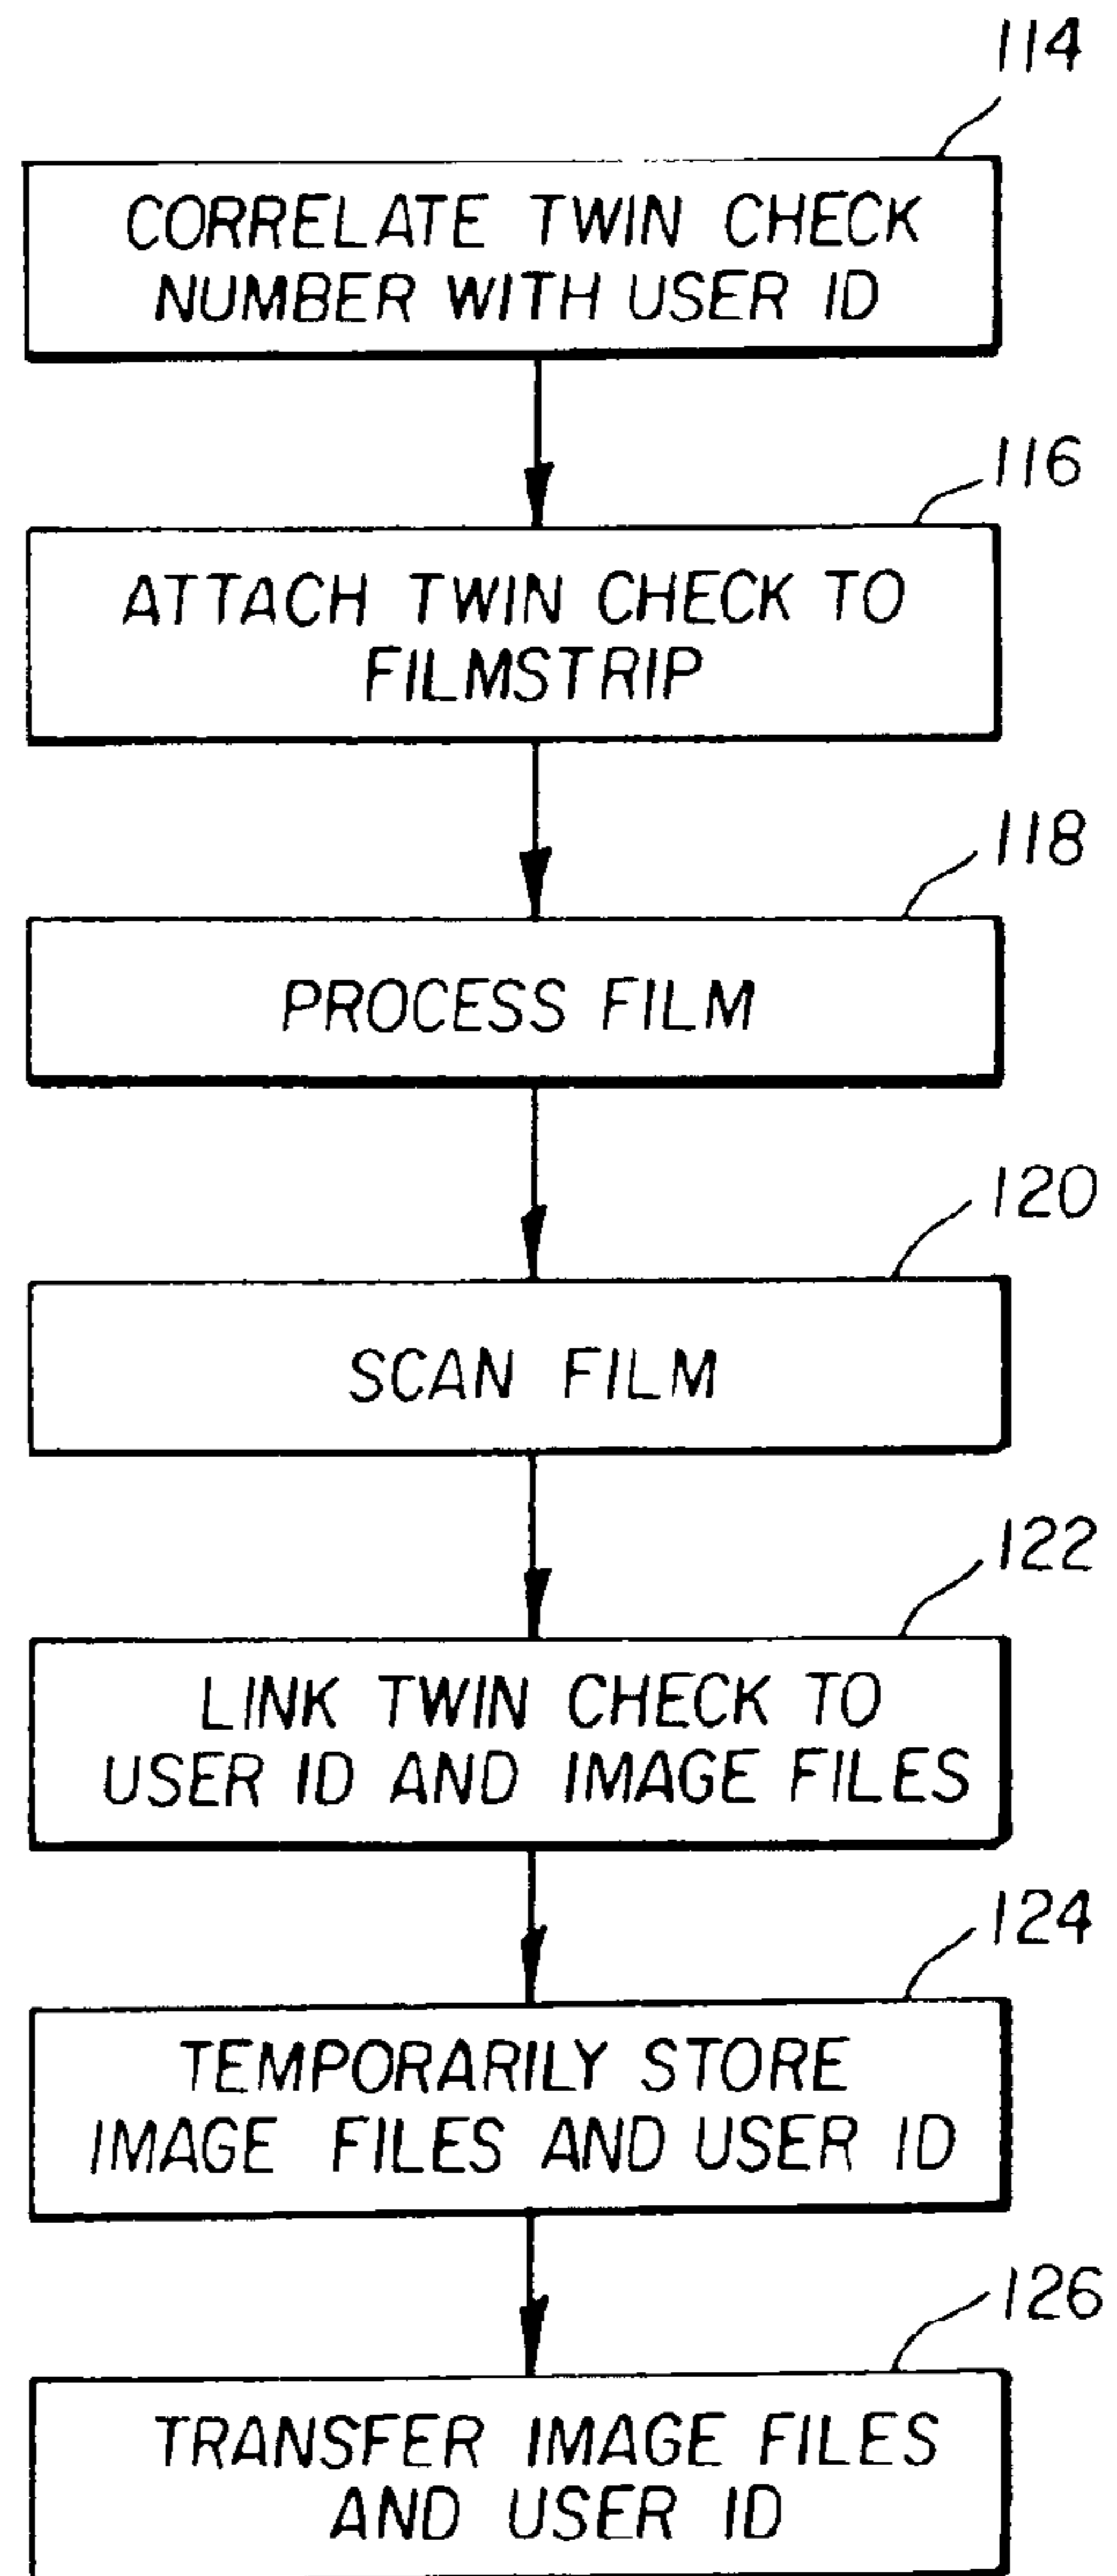 114
CORRELATE TWIN CHECK
NUMBER WITH USER ID
116
ATTACH TWIN CHECK TO
FILMSTRIP
118
PROCESS FILM
120
SCAN FILM
122
LINK TWIN CHECK TO
USER ID AND IMAGE FILES
124
TEMPORARILY STORE
IMAGE FILES AND USER ID
126
TRANSFER IMAGE FILES
AND USER ID